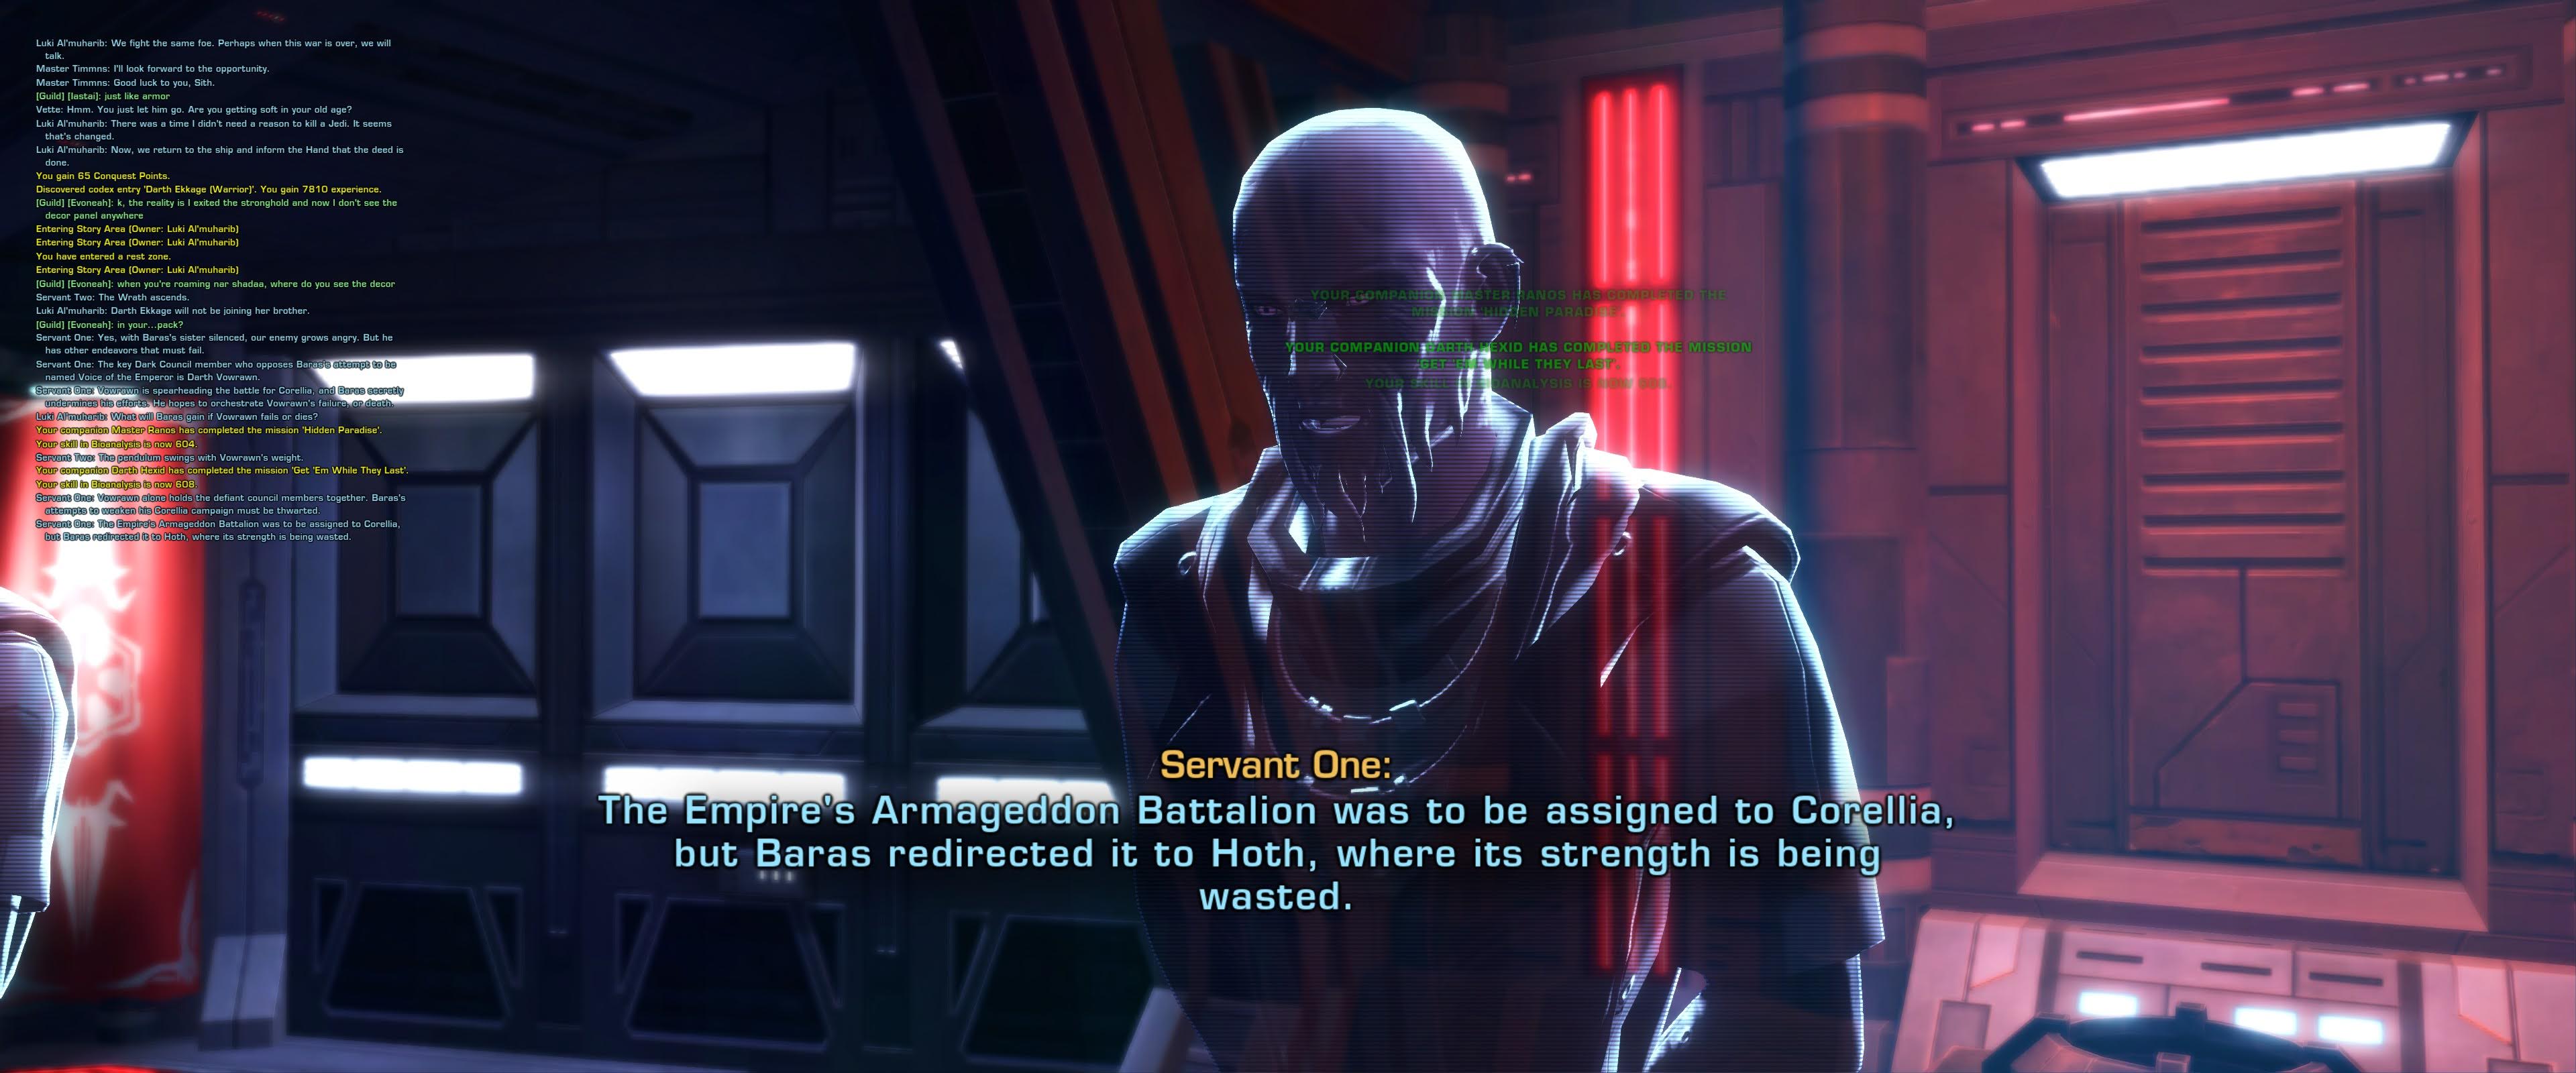 Luki Al'muharib: We fight the same foe. Perhaps when this war is over, we will
talk.
Master Timmns: I'll look forward to the opportunity.
Master Timmns: Good luck to you, Sith.
[Guild] [Iastai]: just like armor
Vette: Hmm. You just let him go. Are you getting soft in your old age?
Luki Al'muharib: There was a time I didn't need a reason to kill a Jedi. It seems
that's changed.
Luki Al'muharib: Now, we return to the ship and inform the Hand that the deed is
done.
You gain 65 Conquest Points.
Discovered codex entry 'Darth Ekkage (Warrior)'. You gain 7810 experience.
[Guild] [Evoneah]: k, the reality is I exited the stronghold and now I don't see the
decor panel anywhere
Entering Story Area (Owner: Luki Al'muharib)
Entering Story Area (Owner: Luki Al'muharib)
You have entered a rest zone.
Entering Story Area (Owner: Luki Al'muharib)
[Guild] [Evoneah]: when you're roaming nar shadaa, where do you see the decor
Servant Two: The Wrath ascends.
Luki Al'muharib: Darth Ekkage will not be joining her brother.
[Guild] [Evoneah]: in your...pack?
Servant One: Yes, with Baras's sister silenced, our enemy grows angry. But he
has other endeavors that must fail.
Servant One: The key Dark Council member who opposes Baras's attempt to be
named Voice of the Emperor is Darth Vowrawn.
Servant One: Vowrawn is spearheading the battle for Corellia, and Baras secretly
undermines his efforts. He hopes to orchestrate Vowrawn's failure, or death.
Luki Al'muharib: What will Baras gain if Vowrawn fails or dies?
Your companion Master Ranos has completed the mission 'Hidden Paradise'.
Your skill in Bioanalysis is now 604.
Servant Two: The pendulum swings with Vowrawn's weight.
Your companion Darth Hexid has completed the mission 'Get 'Em While They Last'.
Your skill in Bioanalysis is now 608.
Servant One: Vowrawn alone holds the defiant council members together. Baras's
attempts to weaken his Corellia campaign must be thwarted.
Servant One: The Empire's Armageddon Battalion was to be assigned to Corellia,
but Baras redirected it to Hoth, where its strength is being wasted.
YOUR COMPANION MASTER RANOS HAS COMPLETED THE
MISSION 'HIDDEN PARADISE'.
YOUR COMPANION DARTH HEXID HAS COMPLETED THE MISSION
'GET 'EM WHILE THEY LAST'.
YOUR SKILL IN BIOANALYSIS IS NOW 608.
Servant One:
The Empire's Armageddon Battalion was to be assigned to Corellia,
but Baras redirected it to Hoth, where its strength is being
wasted.